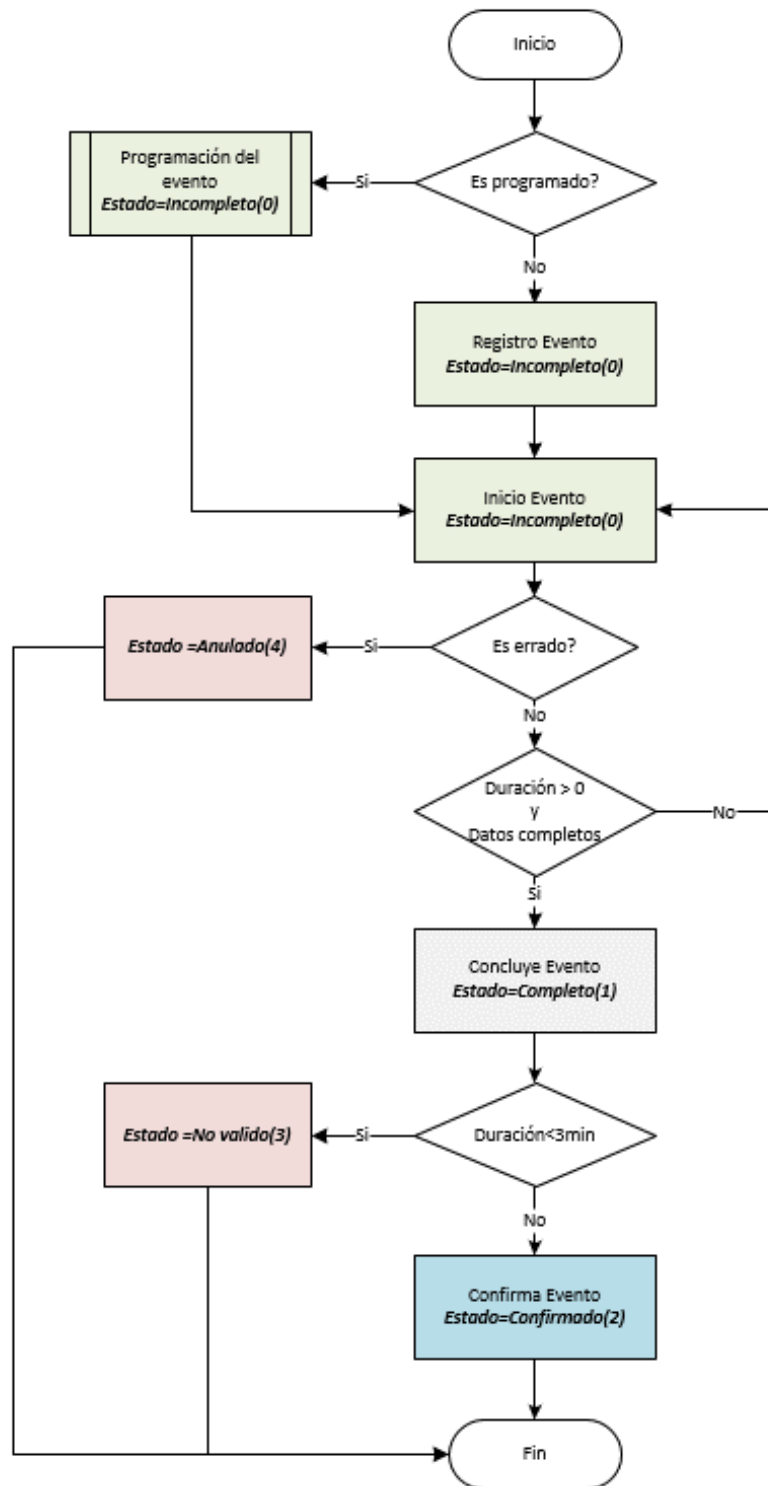 Inicio
Es programado?
Si
Programación del
evento
Estado=Incompleto(0)
No
Registro Evento
Estado=Incompleto(0)
Inicio Evento
Estado=Incompleto(0)
Es errado?
Si
Estado =Anulado(4)
No
Duración > 0
y
Datos completos
No
Si
Concluye Evento
Estado=Completo(1)
Duración<3min
Si
Estado =No valido(3)
No
Confirma Evento
Estado=Confirmado(2)
Fin